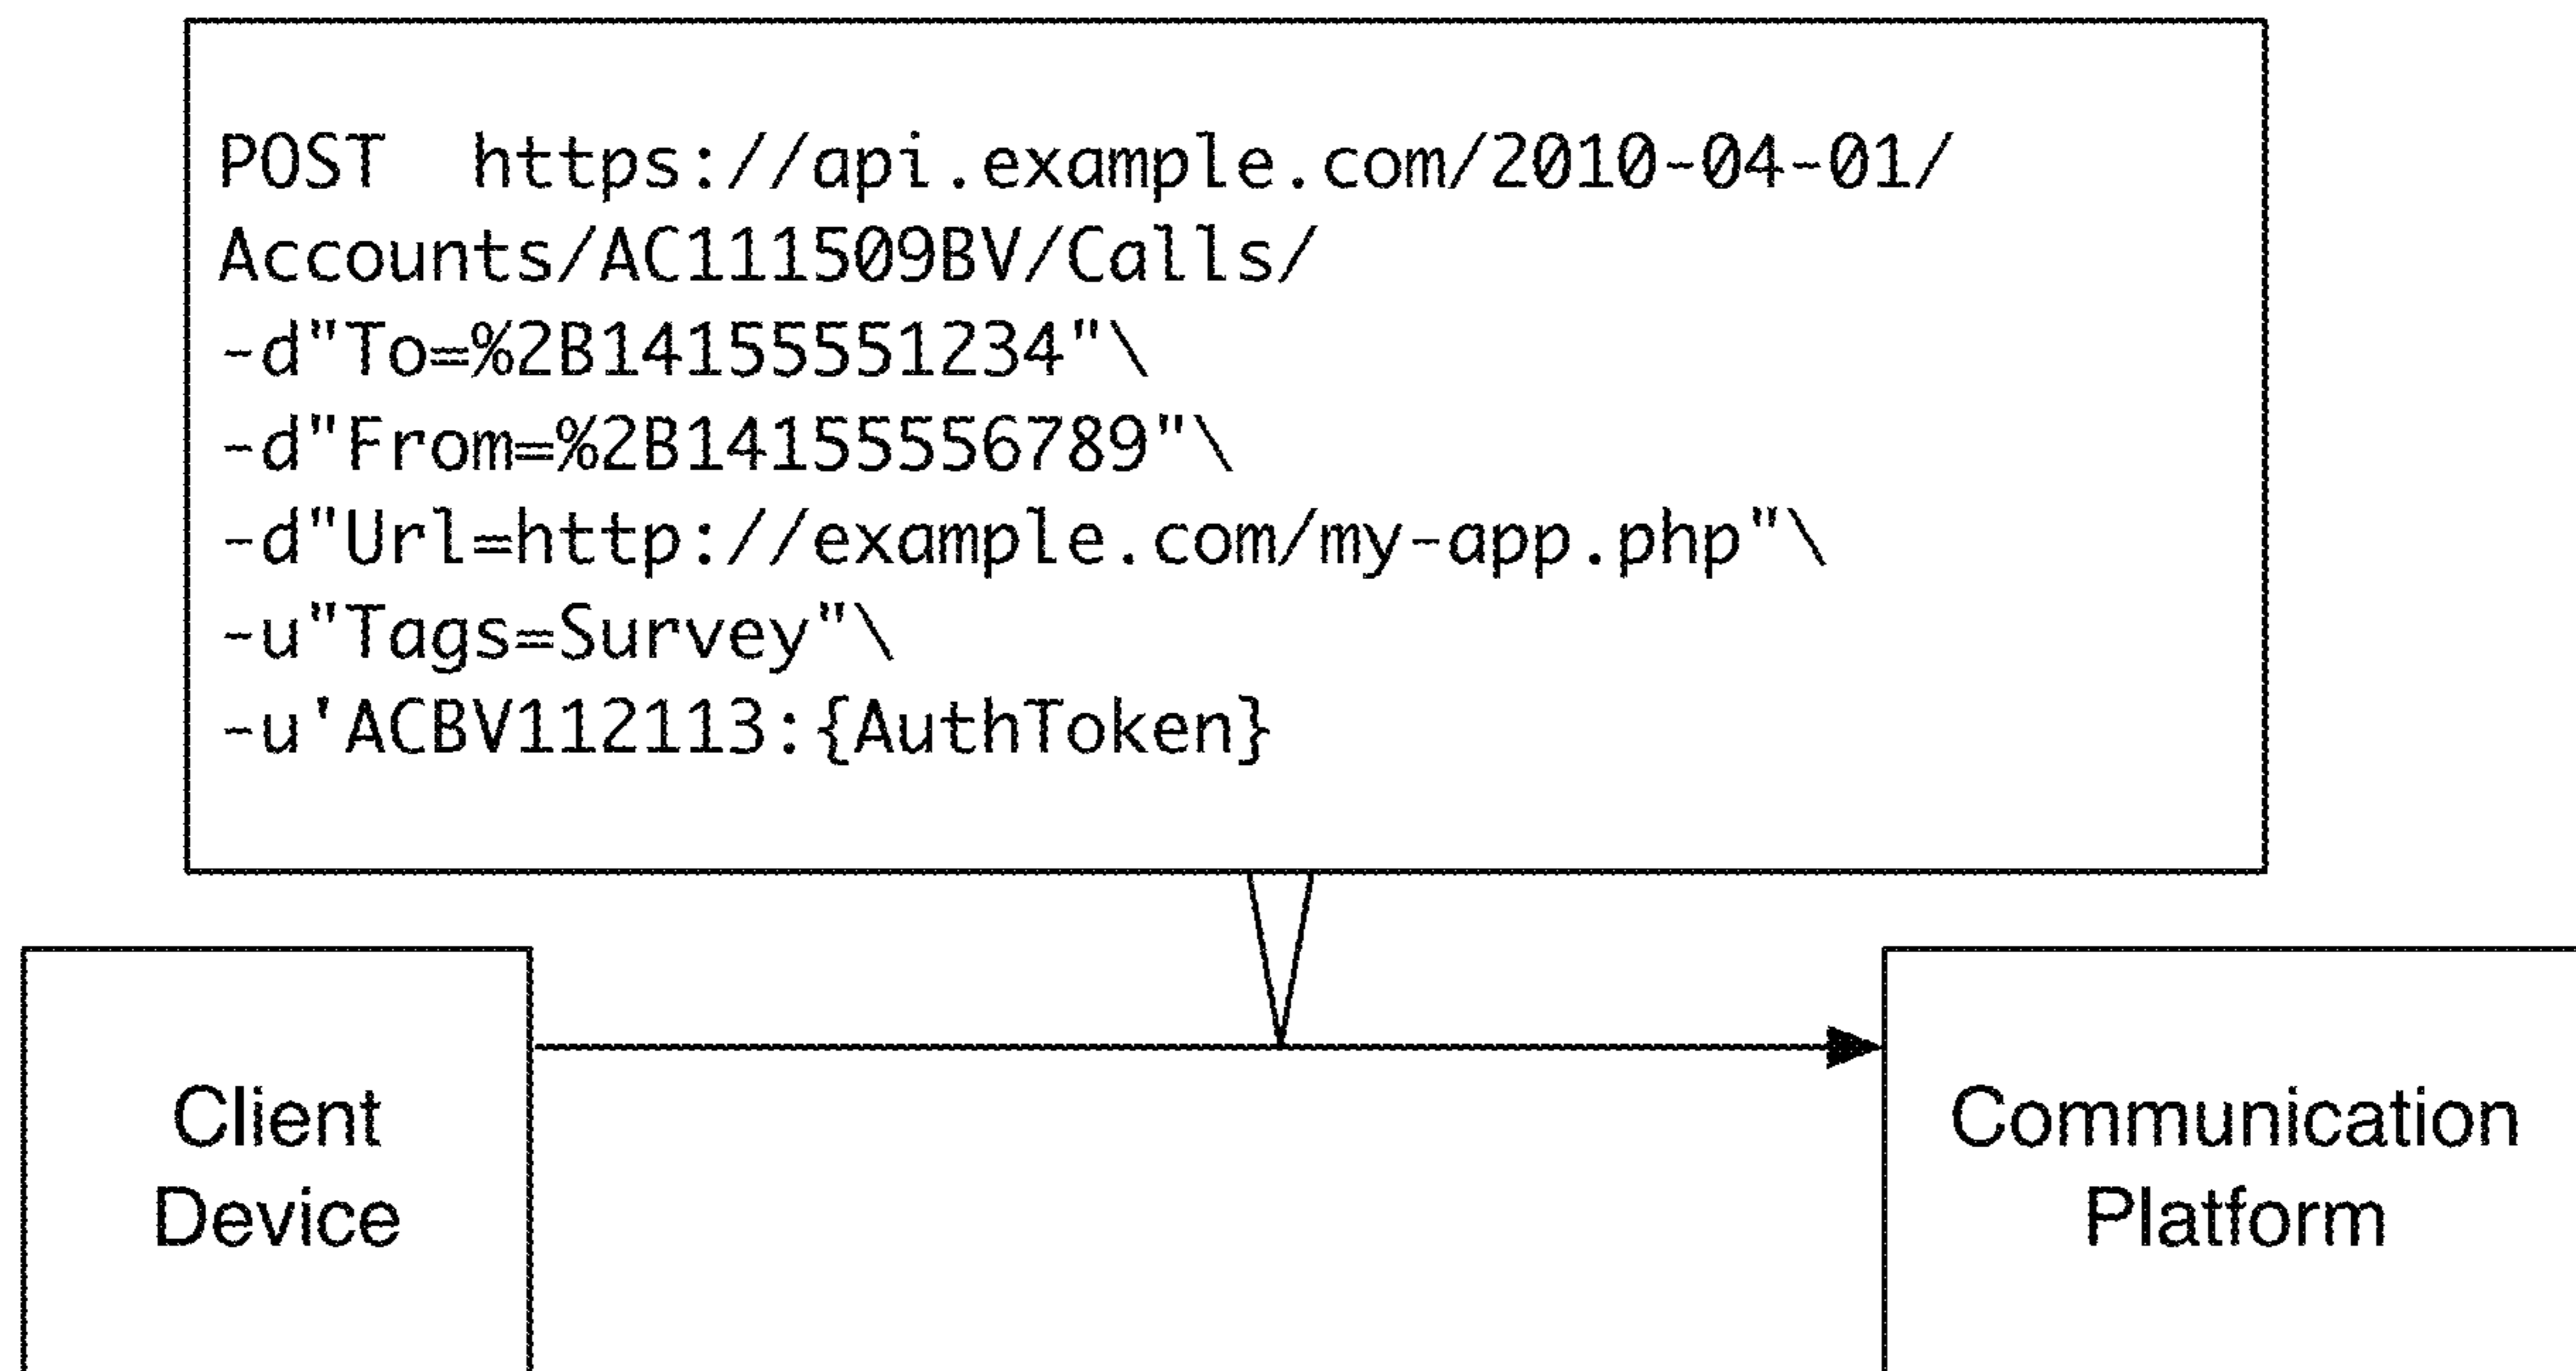 POST  https://api.example.com/2010-04-01/
Accounts/AC111509BV/Calls/
-d"To=%2B14155551234"\
-d"From=%2B14155556789"\
-d"Url=http://example.com/my-app.php"\
-u"Tags=Survey"\
-u'ACBV112113:{AuthToken}
Client
Device
Communication
Platform